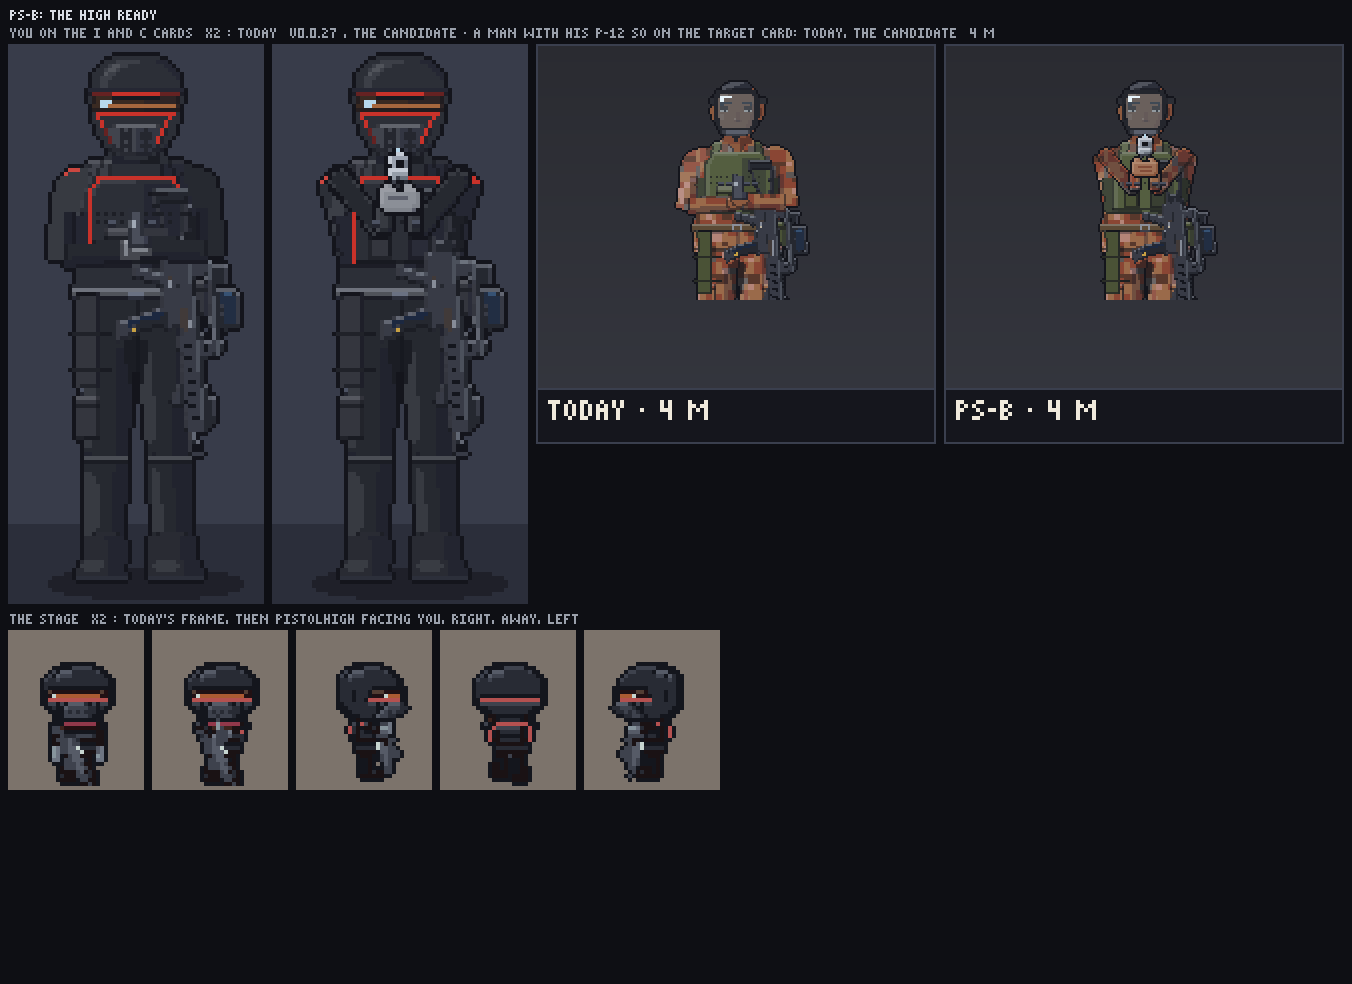 PS-B: THE HIGH READY
YOU ON THE I AND C CARDS X2 : TODAY V0.0.27 , THE CANDIDATE · A MAN WITH HIS P-12 SO ON THE TARGET CARD: TODAY, THE CANDIDATE 4 M
TODAY · 4 M
PS-B · 4 M
THE STAGE X2 : TODAY'S FRAME, THEN PISTOLHIGH FACING YOU, RIGHT, AWAY, LEFT